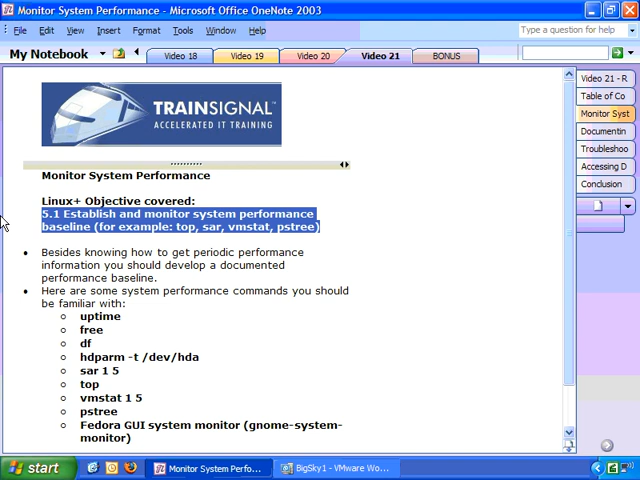 Monitor System Performance - Microsoft Office OneNote 2003
File Edit View Insert Format Tools Window Help
Type a question for help
My Notebook
Video 18 Video 19 Video 20 Video 21 BONUS
TRAINSIGNAL
ACCELERATED IT TRAINING
Monitor System Performance
Linux+ Objective covered:
5.1 Establish and monitor system performance
baseline (for example: top, sar, vmstat, pstree)
• Besides knowing how to get periodic performance
information you should develop a documented
performance baseline.
• Here are some system performance commands you should
be familiar with:
o uptime
o free
o df
o hdparm -t /dev/hda
o sar 1 5
o top
o vmstat 1 5
o pstree
o Fedora GUI system monitor (gnome-system-
monitor)
Video 21 - R
Table of Co
Monitor Syst
Documentin
Troubleshoo
Accessing D
Conclusion
start
Monitor System Perfo...
BigSky1 - VMware Wo...